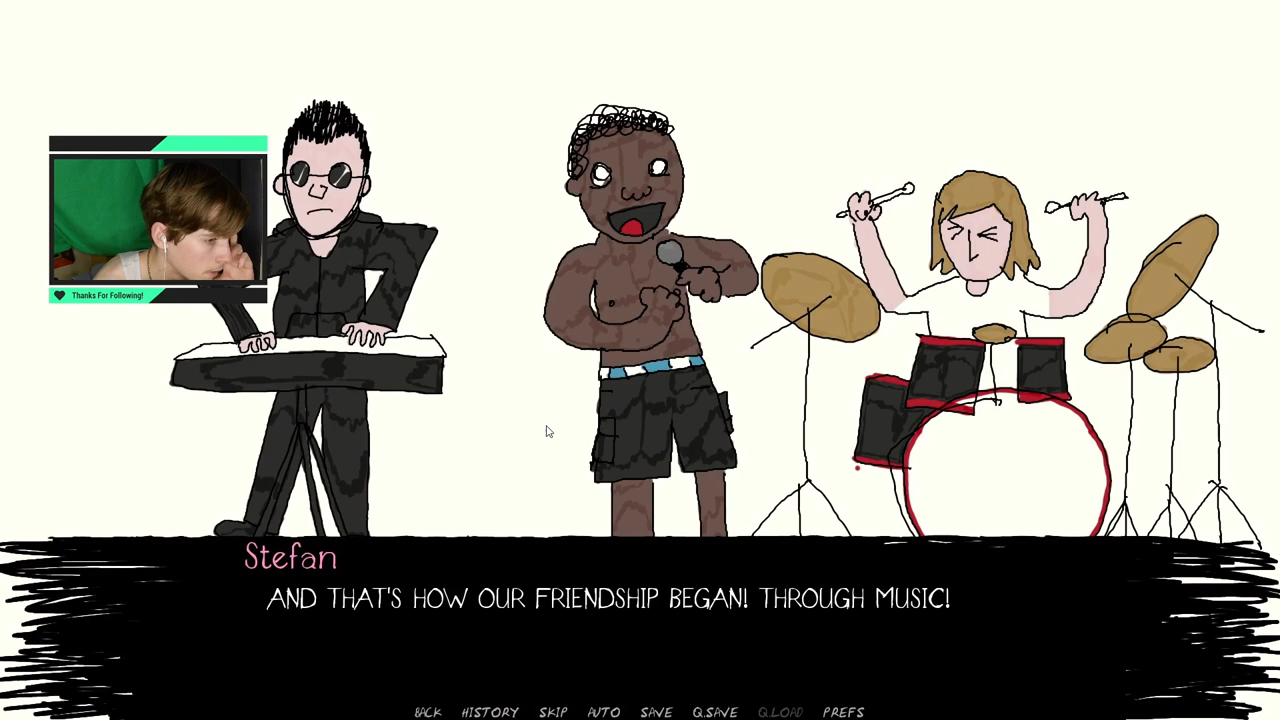 Thanks For Following!
Stefan
AND THAT'S HOW OUR FRIENDSHIP BEGAN! THROUGH MUSIC!
BACK HISTORY SKIP AUTO SAVE Q.SAVE Q.LOAD PREFS